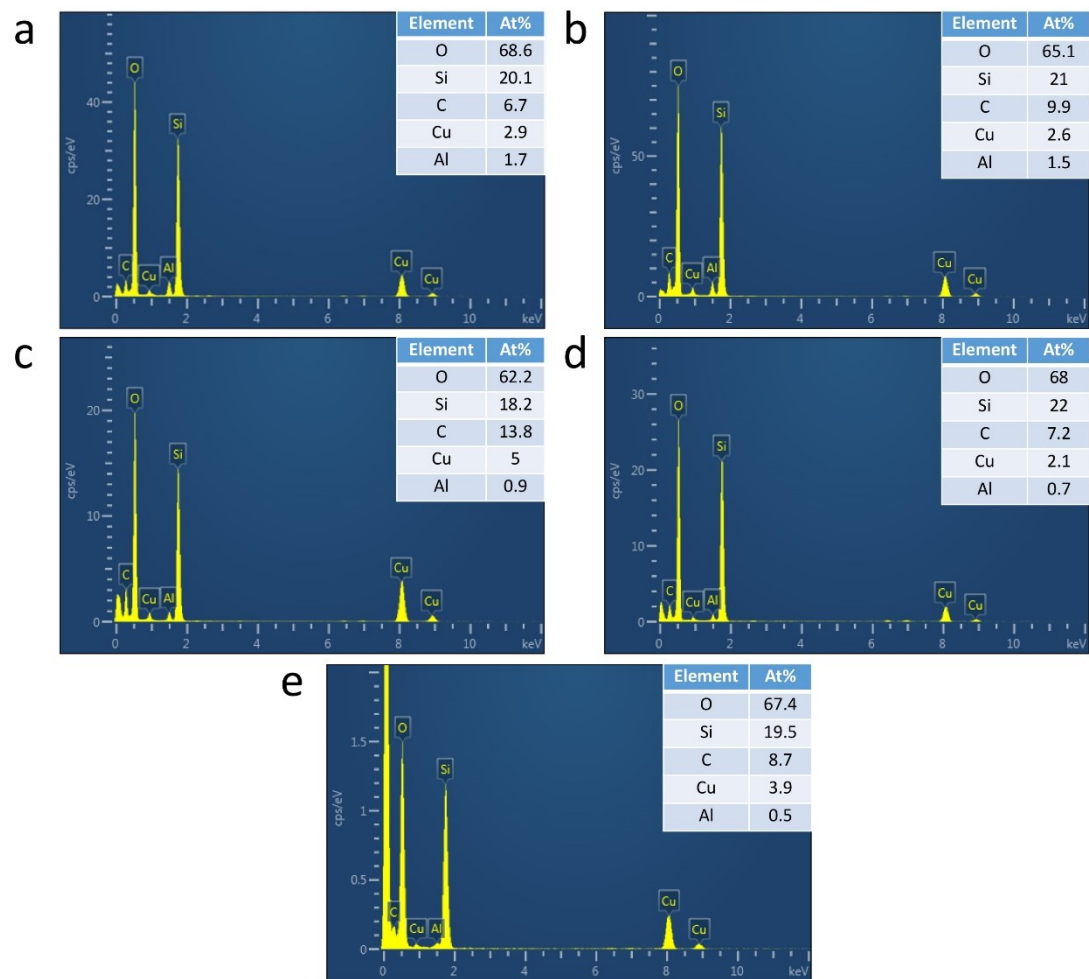 a
Element At%
O 68.6
Si 20.1
C 6.7
Cu 2.9
Al 1.7
cps/eV
40
20
0
O
Si
C
Cu
Al
Cu
Cu
0 2 4 6 8 10 keV
b
Element At%
O 65.1
Si 21
C 9.9
Cu 2.6
Al 1.5
cps/eV
50
0
O
Si
C
Cu
Al
Cu
Cu
0 2 4 6 8 10 keV
c
Element At%
O 62.2
Si 18.2
C 13.8
Cu 5
Al 0.9
cps/eV
20
10
0
O
Si
C
Cu
Al
Cu
Cu
0 2 4 6 8 10 keV
d
Element At%
O 68
Si 22
C 7.2
Cu 2.1
Al 0.7
cps/eV
30
20
10
0
O
Si
C
Cu
Al
Cu
Cu
0 2 4 6 8 10 keV
e
Element At%
O 67.4
Si 19.5
C 8.7
Cu 3.9
Al 0.5
cps/eV
1.5
1
0.5
0
O
Si
C
Cu
Al
Cu
Cu
0 2 4 6 8 10 keV